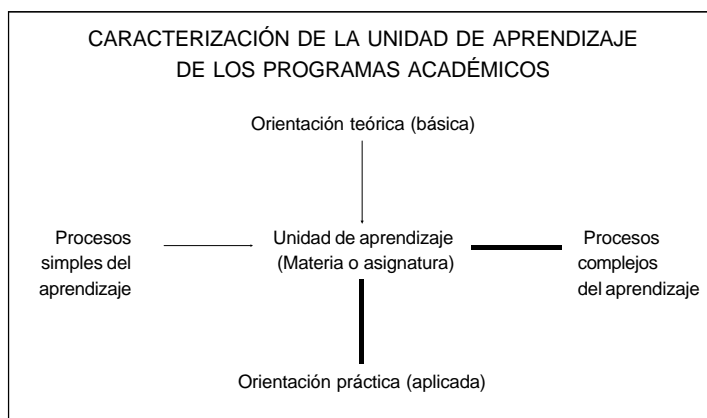 CARACTERIZACIÓN DE LA UNIDAD DE APRENDIZAJE
DE LOS PROGRAMAS ACADÉMICOS
Orientación teórica (básica)
Procesos
simples del
aprendizaje
Unidad de aprendizaje
(Materia o asignatura)
Procesos
complejos
del aprendizaje
Orientación práctica (aplicada)